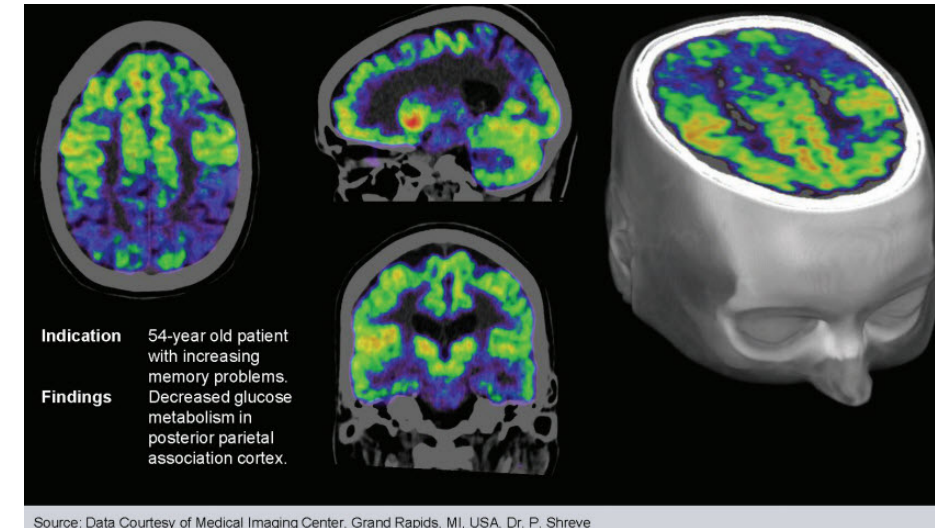 Indication 54-year old patient
with increasing
memory problems.
Findings Decreased glucose
metabolism in
posterior parietal
association cortex.
Source: Data Courtesy of Medical Imaging Center, Grand Rapids, MI, USA, Dr. P. Shreve